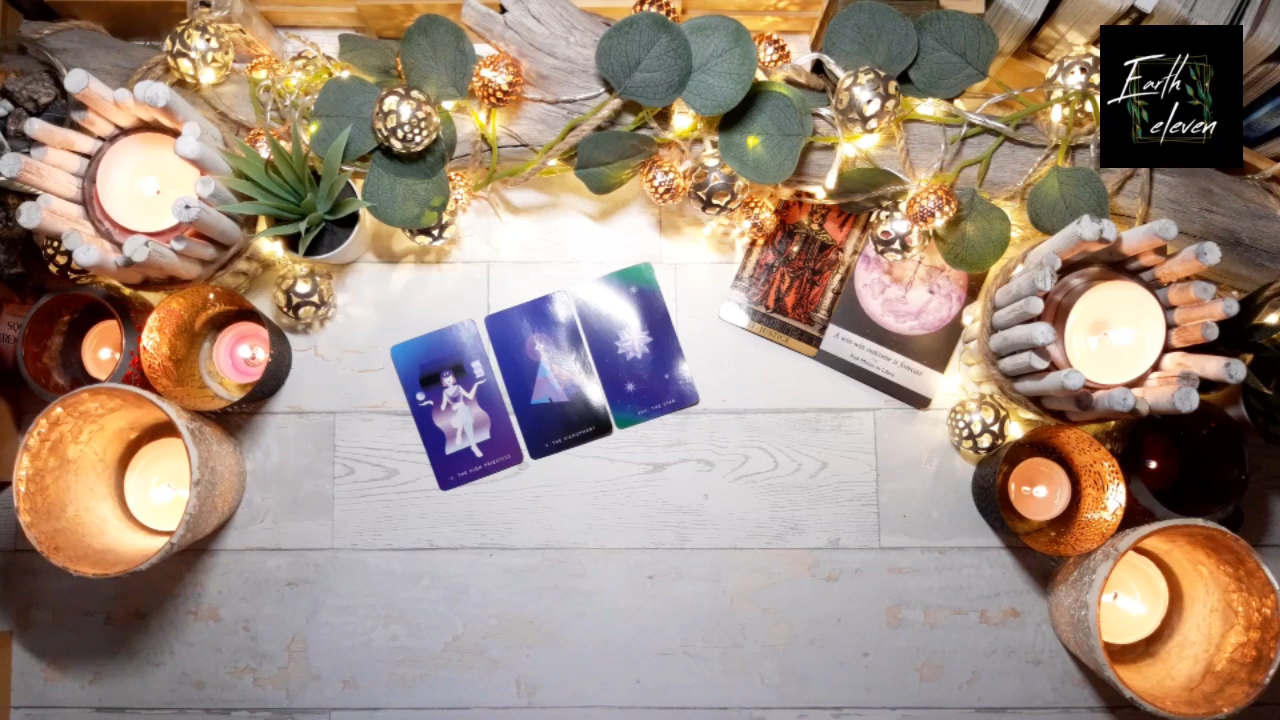 Earth
eleven
II. THE HIGH PRIESTESS
V. THE HIEROPHANT
XVII. THE STAR
JUSTICE
A win-win outcome is forecast
Full Moon in Libra